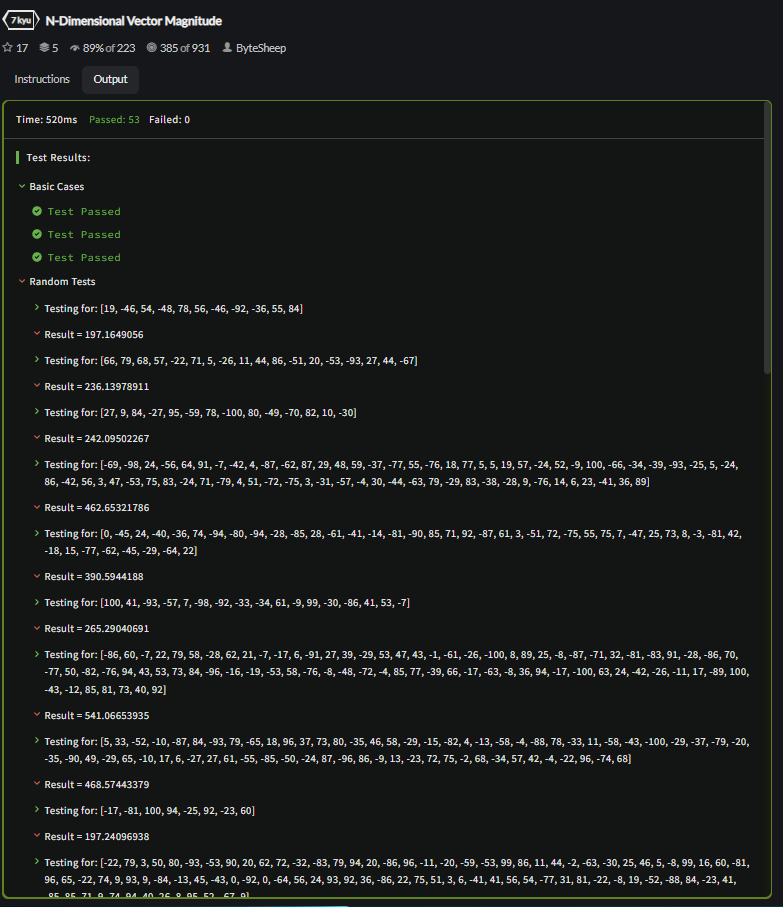 7 kyu N-Dimensional Vector Magnitude
17 5 89% of 223 385 of 931 ByteSheep
Instructions Output
Time: 520ms Passed: 53 Failed: 0
Test Results:
Basic Cases
Test Passed
Test Passed
Test Passed
Random Tests
Testing for: [19, -46, 54, -48, 78, 56, -46, -92, -36, 55, 84]
Result = 197.1649056
Testing for: [66, 79, 68, 57, -22, 71, 5, -26, 11, 44, 86, -51, 20, -53, -93, 27, 44, -67]
Result = 236.13978911
Testing for: [27, 9, 84, -27, 95, -59, 78, -100, 80, -49, -70, 82, 10, -30]
Result = 242.09502267
Testing for: [-69, -98, 24, -56, 64, 91, -7, -42, 4, -87, -62, 87, 29, 48, 59, -37, -77, 55, -76, 18, 77, 5, 5, 19, 57, -24, 52, -9, 100, -66, -34, -39, -93, -25, 5, -24,
86, -42, 56, 3, 47, -53, 75, 83, -24, 71, -79, 4, 51, -72, -75, 3, -31, -57, -4, 30, -44, -63, 79, -29, 83, -38, -28, 9, -76, 14, 6, 23, -41, 36, 89]
Result = 462.65321786
Testing for: [0, -45, 24, -40, -36, 74, -94, -80, -94, -28, -85, 28, -61, -41, -14, -81, -90, 85, 71, 92, -87, 61, 3, -51, 72, -75, 55, 75, 7, -47, 25, 73, 8, -3, -81, 42,
-18, 15, -77, -62, -45, -29, -64, 22]
Result = 390.5944188
Testing for: [100, 41, -93, -57, 7, -98, -92, -33, -34, 61, -9, 99, -30, -86, 41, 53, -7]
Result = 265.29040691
Testing for: [-86, 60, -7, 22, 79, 58, -28, 62, 21, -7, -17, 6, -91, 27, 39, -29, 53, 47, 43, -1, -61, -26, -100, 8, 89, 25, -8, -87, -71, 32, -81, -83, 91, -28, -86, 70,
-77, 50, -82, -76, 94, 43, 53, 73, 84, -96, -16, -19, -53, 58, -76, -8, -48, -72, -4, 85, 77, -39, 66, -17, -63, -8, 36, 94, -17, -100, 63, 24, -42, -26, -11, 17, -89, 100,
-43, -12, 85, 81, 73, 40, 92]
Result = 541.06653935
Testing for: [5, 33, -52, -10, -87, 84, -93, 79, -65, 18, 96, 37, 73, 80, -35, 46, 58, -29, -15, -82, 4, -13, -58, -4, -88, 78, -33, 11, -58, -43, -100, -29, -37, -79, -20,
-35, -90, 49, -29, 65, -10, 17, 6, -27, 27, 61, -55, -85, -50, -24, 87, -96, 86, -9, 13, -23, 72, 75, -2, 68, -34, 57, 42, -4, -22, 96, -74, 68]
Result = 468.57443379
Testing for: [-17, -81, 100, 94, -25, 92, -23, 60]
Result = 197.24096938
Testing for: [-22, 79, 3, 50, 80, -93, -53, 90, 20, 62, 72, -32, -83, 79, 94, 20, -86, 96, -11, -20, -59, -53, 99, 86, 11, 44, -2, -63, -30, 25, 46, 5, -8, 99, 16, 60, -81,
96, 65, -22, 74, 9, 93, 9, -84, -13, 45, -43, 0, -92, 0, -64, 56, 24, 93, 92, 36, -86, 22, 75, 51, 3, 6, -41, 41, 56, 54, -77, 31, 81, -22, -8, 19, -52, -88, 84, -23, 41,